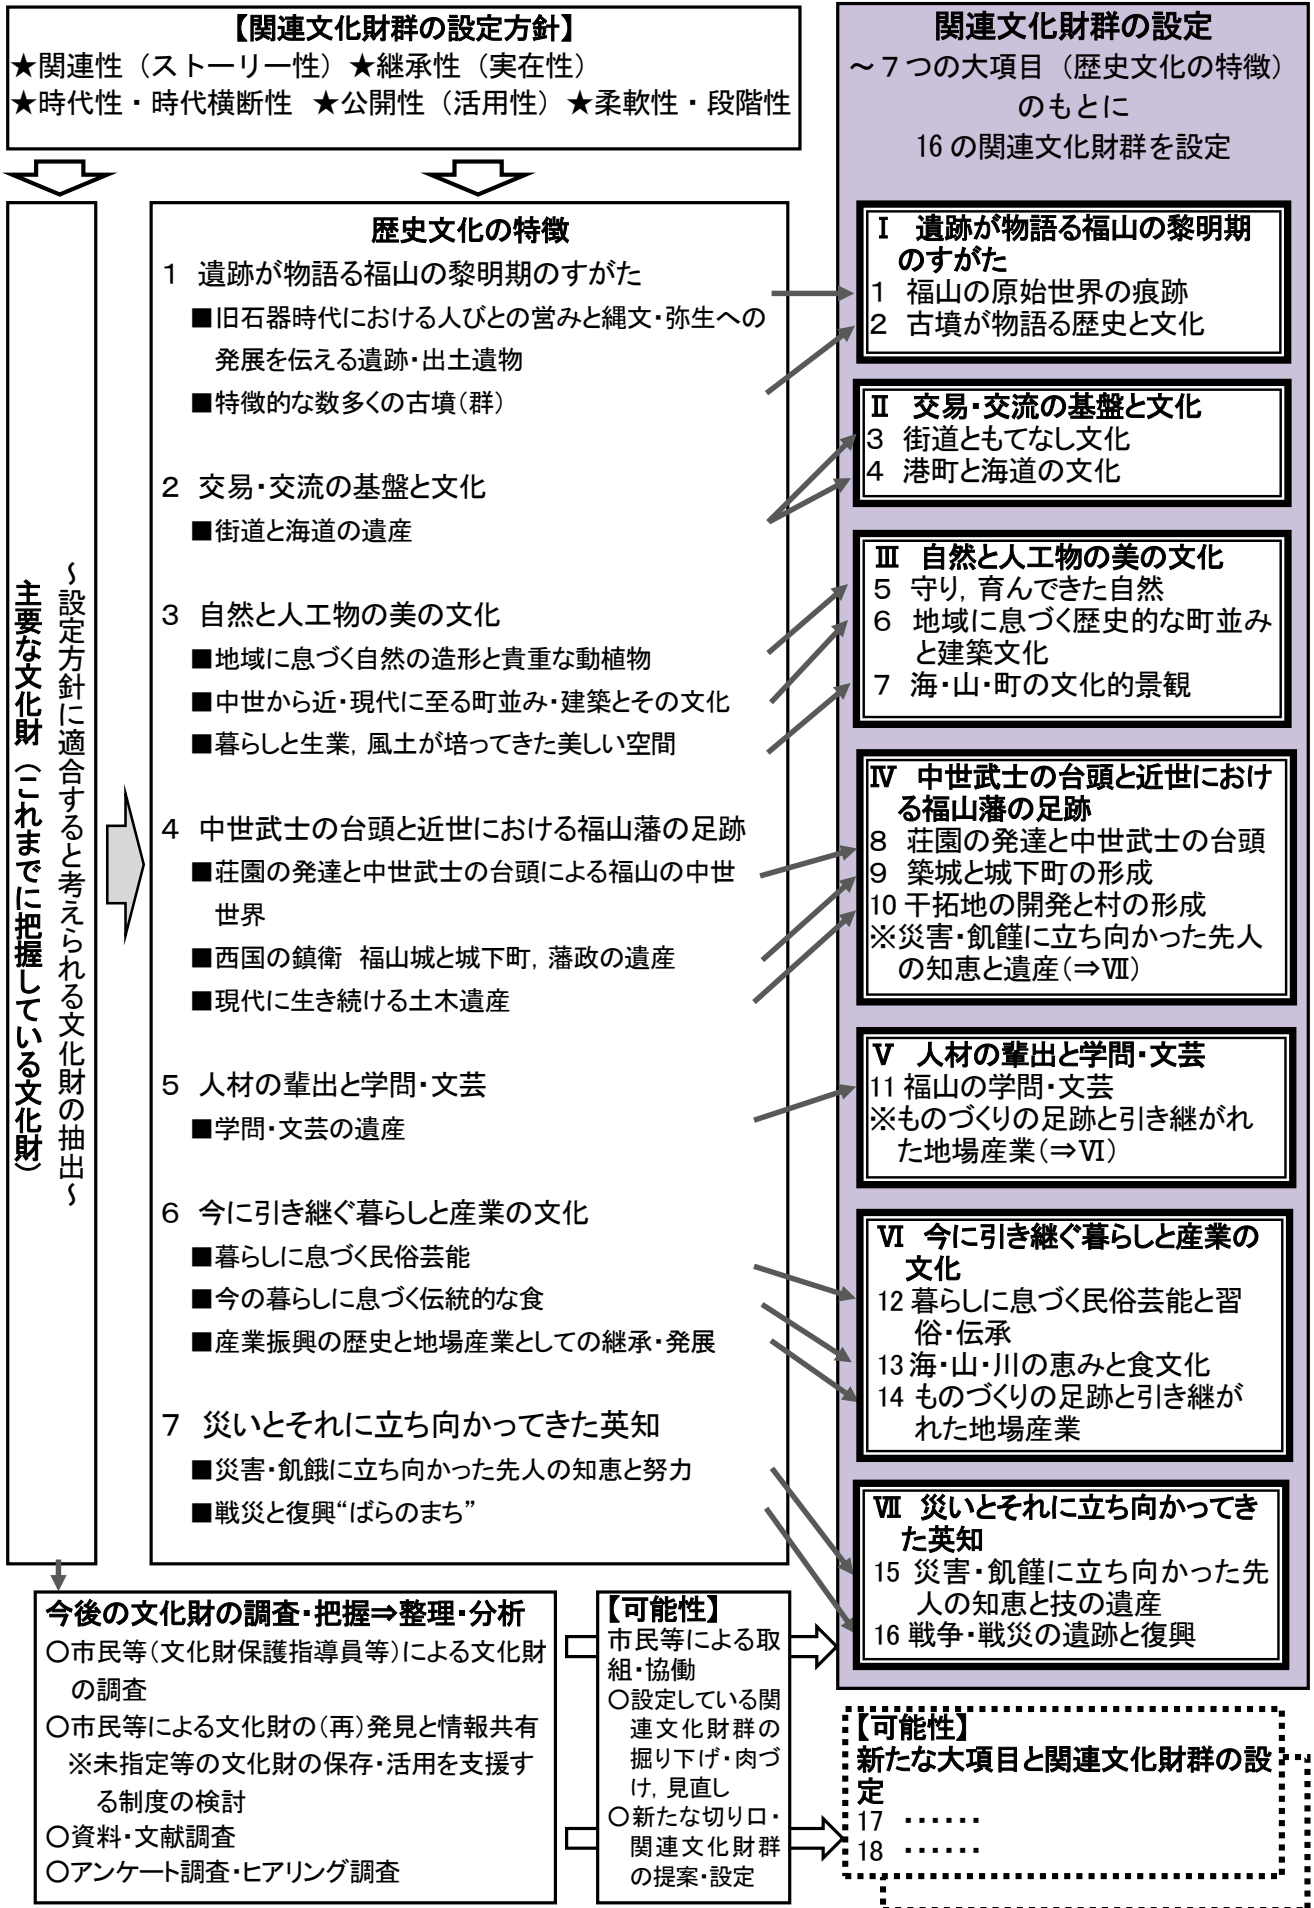 【関連文化財群の設定方針】
★関連性（ストーリー性）★継承性（実在性）
★時代性・時代横断性　★公開性（活用性）★柔軟性・段階性
主要な文化財（これまでに把握している文化財）
～設定方針に適合すると考えられる文化財の抽出～
歴史文化の特徴
1　遺跡が物語る福山の黎明期のすがた
■旧石器時代における人びとの営みと縄文・弥生への
発展を伝える遺跡・出土遺物
■特徴的な数多くの古墳（群）
2　交易・交流の基盤と文化
■街道と海道の遺産
3　自然と人工物の美の文化
■地域に息づく自然の造形と貴重な動植物
■中世から近・現代に至る町並み・建築とその文化
■暮らしと生業，風土が培ってきた美しい空間
4　中世武士の台頭と近世における福山藩の足跡
■荘園の発達と中世武士の台頭による福山の中世
世界
■西国の鎮衛　福山城と城下町，藩政の遺産
■現代に生き続ける土木遺産
5　人材の輩出と学問・文芸
■学問・文芸の遺産
6　今に引き継ぐ暮らしと産業の文化
■暮らしに息づく民俗芸能
■今の暮らしに息づく伝統的な食
■産業振興の歴史と地場産業としての継承・発展
7　災いとそれに立ち向かってきた英知
■災害・飢餓に立ち向かった先人の知恵と努力
■戦災と復興“ばらのまち”
関連文化財群の設定
～７つの大項目（歴史文化の特徴）
のもとに
16の関連文化財群を設定
Ⅰ　遺跡が物語る福山の黎明期
のすがた
1　福山の原始世界の痕跡
2　古墳が物語る歴史と文化
Ⅱ　交易・交流の基盤と文化
3　街道ともてなし文化
4　港町と海道の文化
Ⅲ　自然と人工物の美の文化
5　守り，育んできた自然
6　地域に息づく歴史的な町並み
と建築文化
7　海・山・町の文化的景観
Ⅳ　中世武士の台頭と近世におけ
る福山藩の足跡
8　荘園の発達と中世武士の台頭
9　築城と城下町の形成
10 干拓地の開発と村の形成
※災害・飢饉に立ち向かった先人
の知恵と遺産（⇒Ⅶ）
Ⅴ　人材の輩出と学問・文芸
11 福山の学問・文芸
※ものづくりの足跡と引き継がれ
た地場産業（⇒Ⅵ）
Ⅵ　今に引き継ぐ暮らしと産業の
文化
12 暮らしに息づく民俗芸能と習
俗・伝承
13 海・山・川の恵みと食文化
14 ものづくりの足跡と引き継が
れた地場産業
Ⅶ　災いとそれに立ち向かってき
た英知
15 災害・飢饉に立ち向かった先
人の知恵と技の遺産
16 戦争・戦災の遺跡と復興
今後の文化財の調査・把握⇒整理・分析
〇市民等（文化財保護指導員等）による文化財
の調査
〇市民等による文化財の（再）発見と情報共有
※未指定等の文化財の保存・活用を支援す
る制度の検討
〇資料・文献調査
〇アンケート調査・ヒアリング調査
【可能性】
市民等による取
組・協働
〇設定している関
連文化財群の
掘り下げ・肉づ
け，見直し
〇新たな切り口・
関連文化財群
の提案・設定
【可能性】
新たな大項目と関連文化財群の設
定
17　・・・・・・
18　・・・・・・